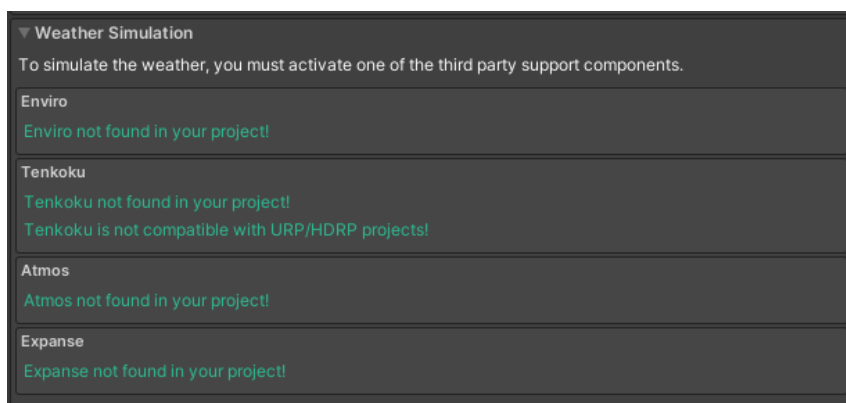 Weather Simulation
To simulate the weather, you must activate one of the third party support components.
Enviro
Enviro not found in your project!
Tenkoku
Tenkoku not found in your project!
Tenkoku is not compatible with URP/HDRP projects!
Atmos
Atmos not found in your project!
Expanse
Expanse not found in your project!